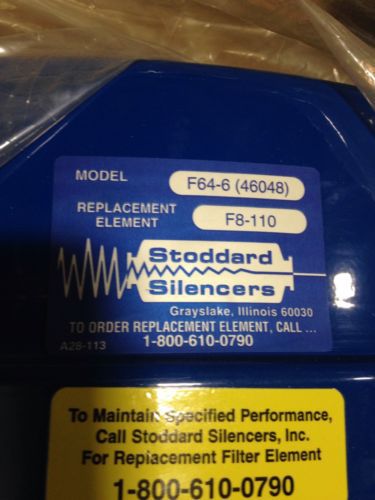 MODEL F64-6 (46048)
REPLACEMENT
ELEMENT F8-110
Stoddard
Silencers
Grayslake, Illinois 60030
TO ORDER REPLACEMENT ELEMENT, CALL ...
A28-113 1-800-610-0790
To Maintain Specified Performance,
Call Stoddard Silencers, Inc.
For Replacement Filter Element
1-800-610-0790